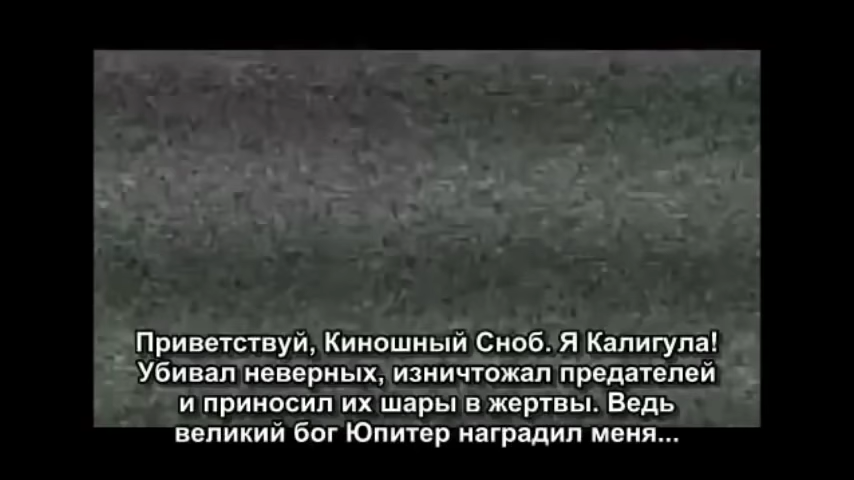 Приветствуй, Киношный Сноб. Я Калигула!
Убивал неверных, изничтожал предателей
и приносил их шары в жертвы. Ведь
великий бог Юпитер наградил меня...